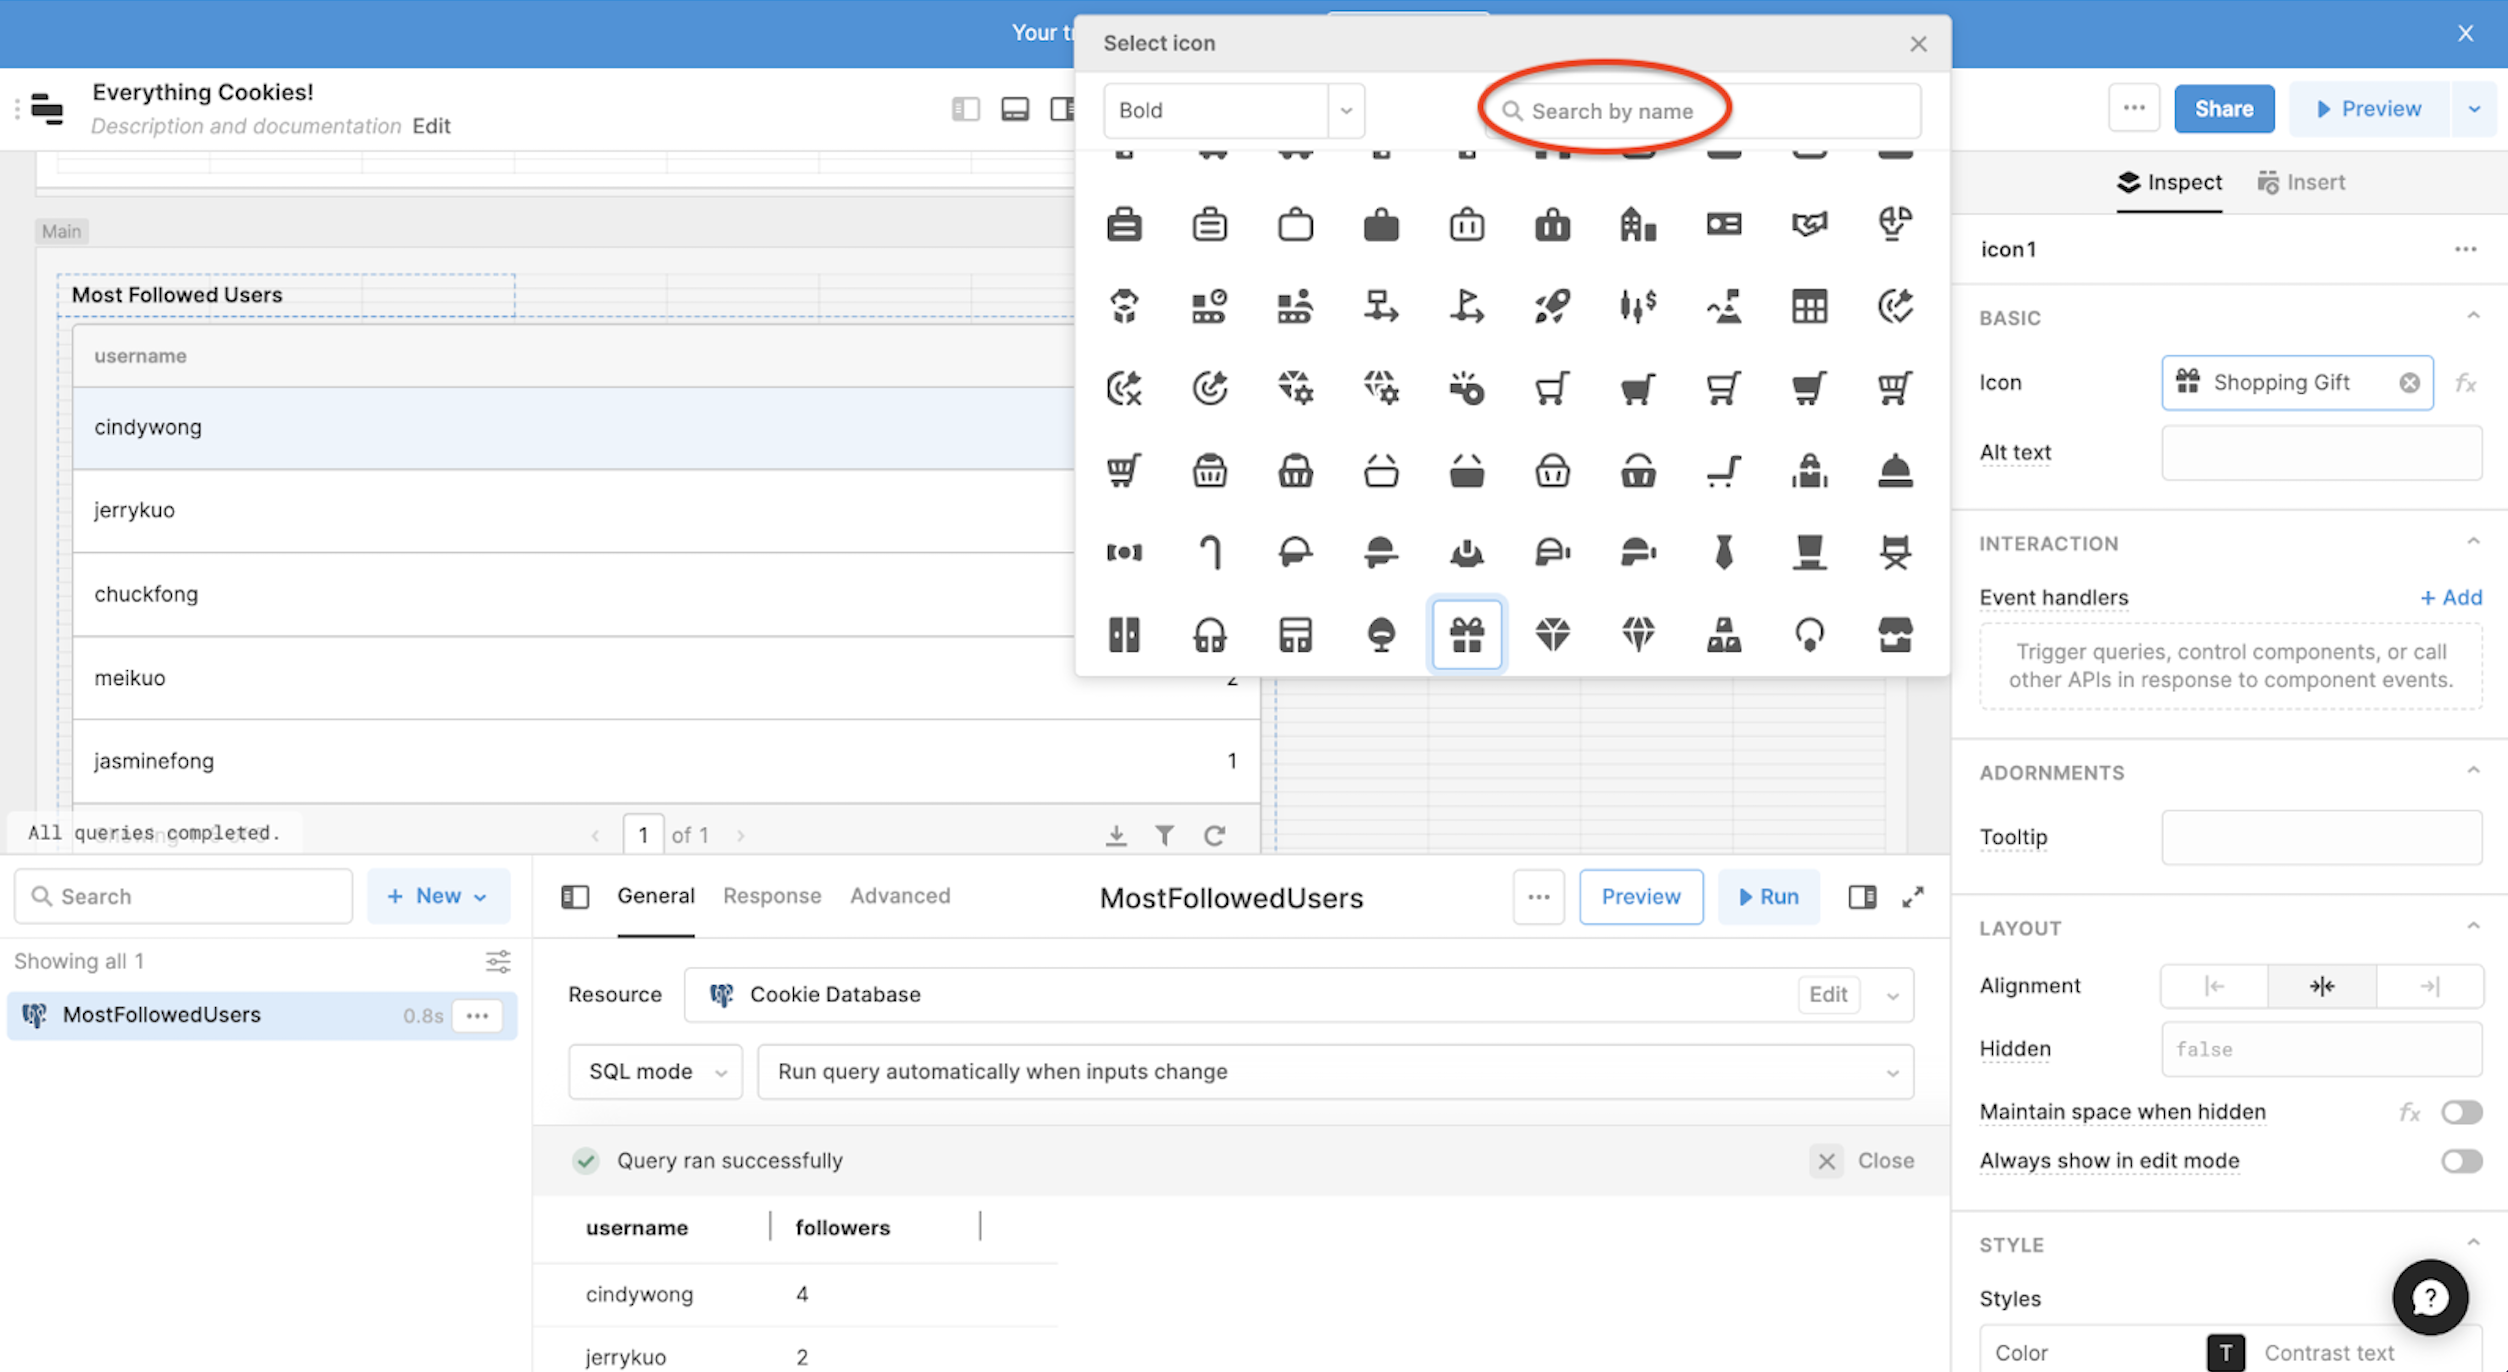 Your
X
Select icon
Everything Cookies!
Description and documentation Edit
Bold
Search by name
Share
Preview
Inspect
Insert
Main
icon1
Most Followed Users
BASIC
username
Icon
Shopping Gift
fx
cindywong
Alt text
jerrykuo
INTERACTION
chuckfong
Event handlers
+ Add
Trigger queries, control components, or call
other APIs in response to component events.
meikuo
2
jasminefong
1
ADORNMENTS
All queries completed.
1 of 1
Tooltip
Search
+ New
General
Response
Advanced
MostFollowedUsers
Preview
Run
LAYOUT
Showing all 1
Resource
Cookie Database
Edit
Alignment
MostFollowedUsers
0.8s
Hidden
false
SQL mode
Run query automatically when inputs change
Maintain space when hidden
fx
Query ran successfully
Close
Always show in edit mode
username
followers
STYLE
cindywong
4
Styles
jerrykuo
2
Color
T
Contrast text